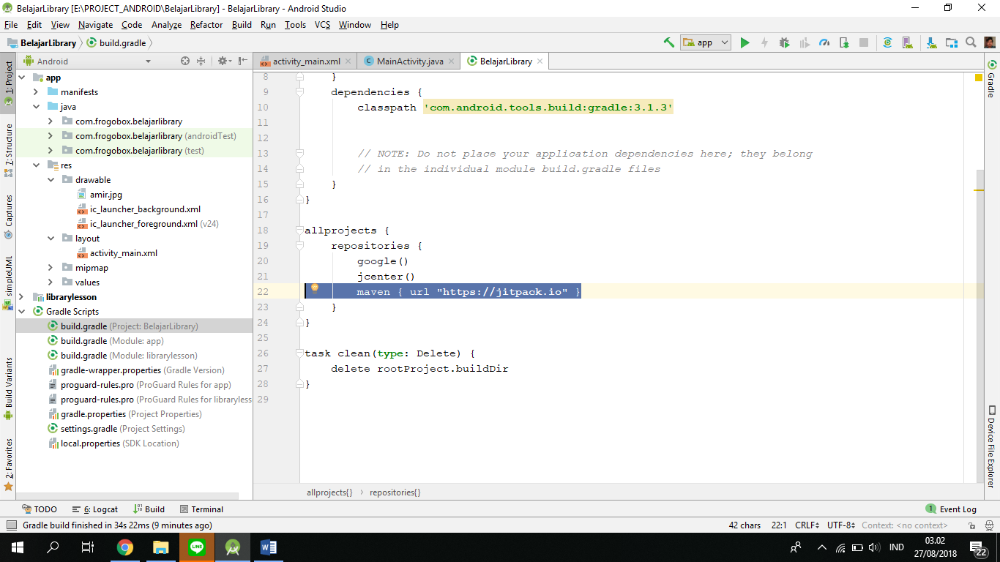 BelajarLibrary [E:\PROJECT_ANDROID\BelajarLibrary] - BelajarLibrary - Android Studio
File Edit View Navigate Code Analyze Refactor Build Run Tools VCS Window Help
BelajarLibrary build.gradle app
Android
activity_main.xml MainActivity.java BelajarLibrary
1: Project
7: Structure
Captures
simpleUML
Build Variants
2: Favorites
app
manifests
java
com.frogobox.belajarlibrary
com.frogobox.belajarlibrary (androidTest)
com.frogobox.belajarlibrary (test)
res
drawable
amir.jpg
ic_launcher_background.xml
ic_launcher_foreground.xml (v24)
layout
activity_main.xml
mipmap
values
librarylesson
Gradle Scripts
build.gradle (Project: BelajarLibrary)
build.gradle (Module: app)
build.gradle (Module: librarylesson)
gradle-wrapper.properties (Gradle Version)
proguard-rules.pro (ProGuard Rules for app)
proguard-rules.pro (ProGuard Rules for libraryless
gradle.properties (Project Properties)
settings.gradle (Project Settings)
local.properties (SDK Location)
8 }
9 dependencies {
10 classpath 'com.android.tools.build:gradle:3.1.3'
11
12
13 // NOTE: Do not place your application dependencies here; they belong
14 // in the individual module build.gradle files
15 }
16 }
17
18 allprojects {
19 repositories {
20 google()
21 jcenter()
22 maven { url "https://jitpack.io" }
23 }
24 }
25
26 task clean(type: Delete) {
27 delete rootProject.buildDir
28 }
29
allprojects{} › repositories{}
Gradle
Device File Explorer
TODO 6: Logcat Build Terminal 1 Event Log
Gradle build finished in 34s 22ms (9 minutes ago) 42 chars 22:1 CRLF UTF-8 Context: <no context>
LINE W IND 03.02
27/08/2018 22